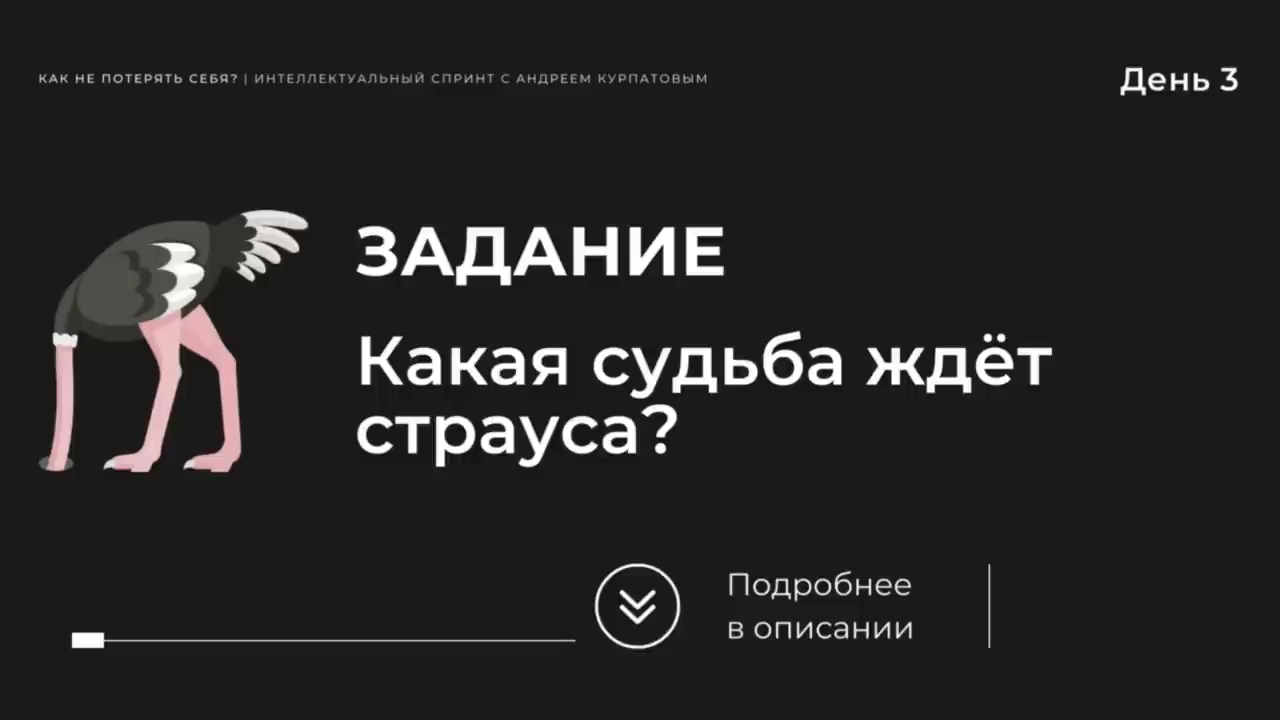 КАК НЕ ПОТЕРЯТЬ СЕБЯ? | ИНТЕЛЛЕКТУАЛЬНЫЙ СПРИНТ С АНДРЕЕМ КУРПАТОВЫМ
День 3
ЗАДАНИЕ
Какая судьба ждёт
страуса?
Подробнее
в описании